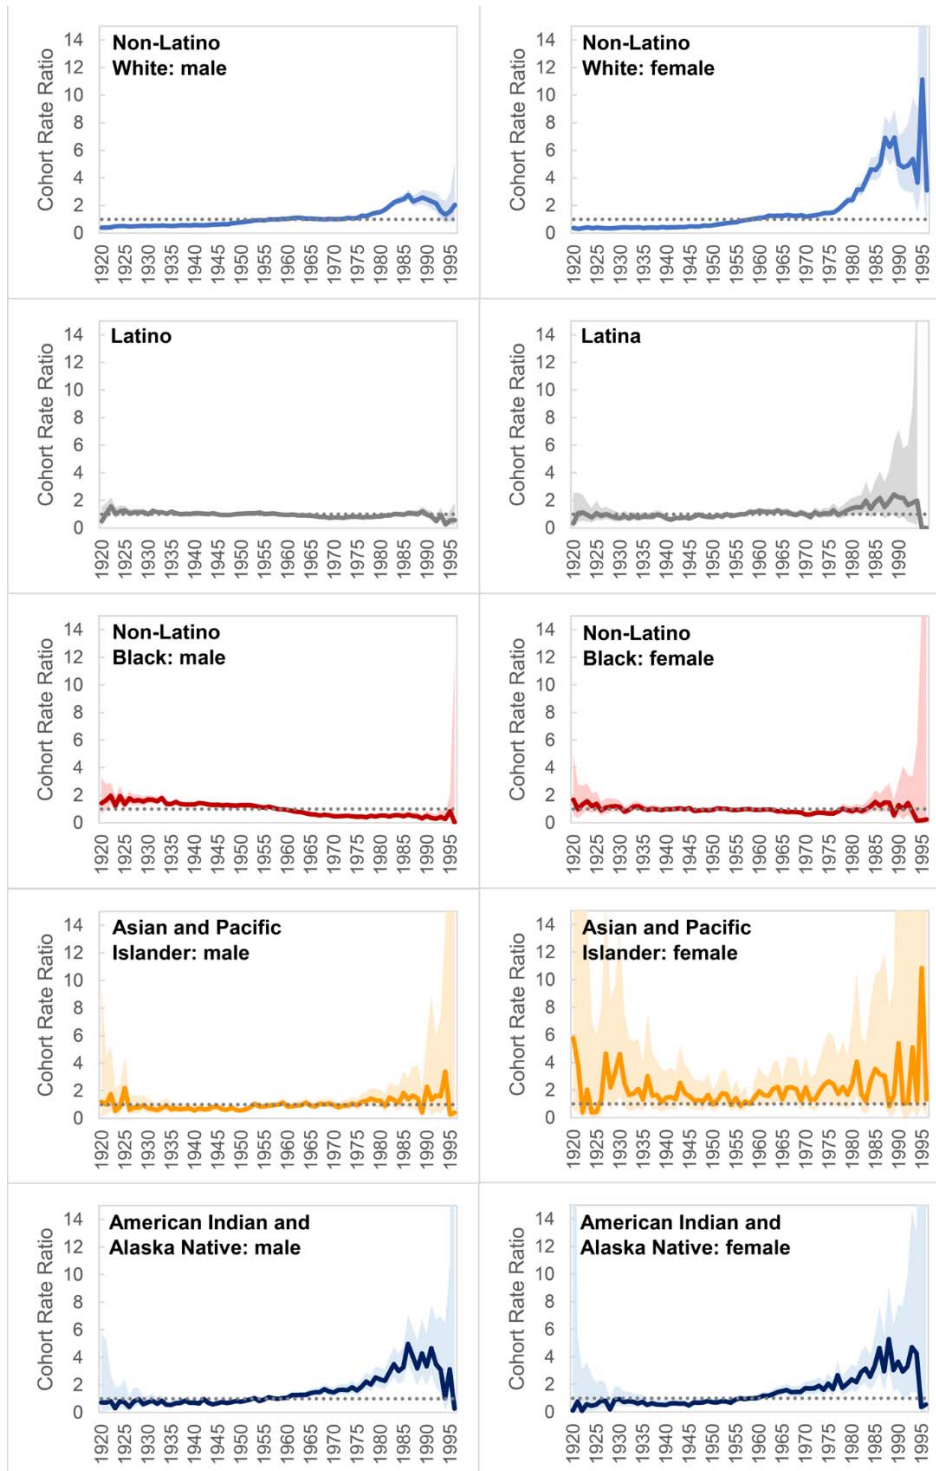 Non-Latino
White: male
Cohort Rate Ratio
14
12
10
8
6
4
2
0
1920 1925 1930 1935 1940 1945 1950 1955 1960 1965 1970 1975 1980 1985 1990 1995
Non-Latino
White: female
Cohort Rate Ratio
14
12
10
8
6
4
2
0
1920 1925 1930 1935 1940 1945 1950 1955 1960 1965 1970 1975 1980 1985 1990 1995
Latino
Cohort Rate Ratio
14
12
10
8
6
4
2
0
1920 1925 1930 1935 1940 1945 1950 1955 1960 1965 1970 1975 1980 1985 1990 1995
Latina
Cohort Rate Ratio
14
12
10
8
6
4
2
0
1920 1925 1930 1935 1940 1945 1950 1955 1960 1965 1970 1975 1980 1985 1990
Non-Latino
Black: male
Cohort Rate Ratio
14
12
10
8
6
4
2
0
1920 1925 1930 1935 1940 1945 1950 1955 1960 1965 1970 1975 1980 1985 1990 1995
Non-Latino
Black: female
Cohort Rate Ratio
14
12
10
8
6
4
2
0
1920 1925 1930 1935 1940 1945 1950 1955 1960 1965 1970 1975 1980 1985 1990 1995
Asian and Pacific
Islander: male
Cohort Rate Ratio
14
12
10
8
6
4
2
0
1920 1925 1930 1935 1940 1945 1950 1955 1960 1965 1970 1975 1980 1985 1990 1995
Asian and Pacific
Islander: female
Cohort Rate Ratio
14
12
10
8
6
4
2
0
1920 1925 1930 1935 1940 1945 1950 1955 1960 1965 1970 1975 1980 1985 1990 1995
American Indian and
Alaska Native: male
Cohort Rate Ratio
14
12
10
8
6
4
2
0
1920 1925 1930 1935 1940 1945 1950 1955 1960 1965 1970 1975 1980 1985 1990 1995
American Indian and
Alaska Native: female
Cohort Rate Ratio
14
12
10
8
6
4
2
0
1920 1925 1930 1935 1940 1945 1950 1955 1960 1965 1970 1975 1980 1985 1990 1995